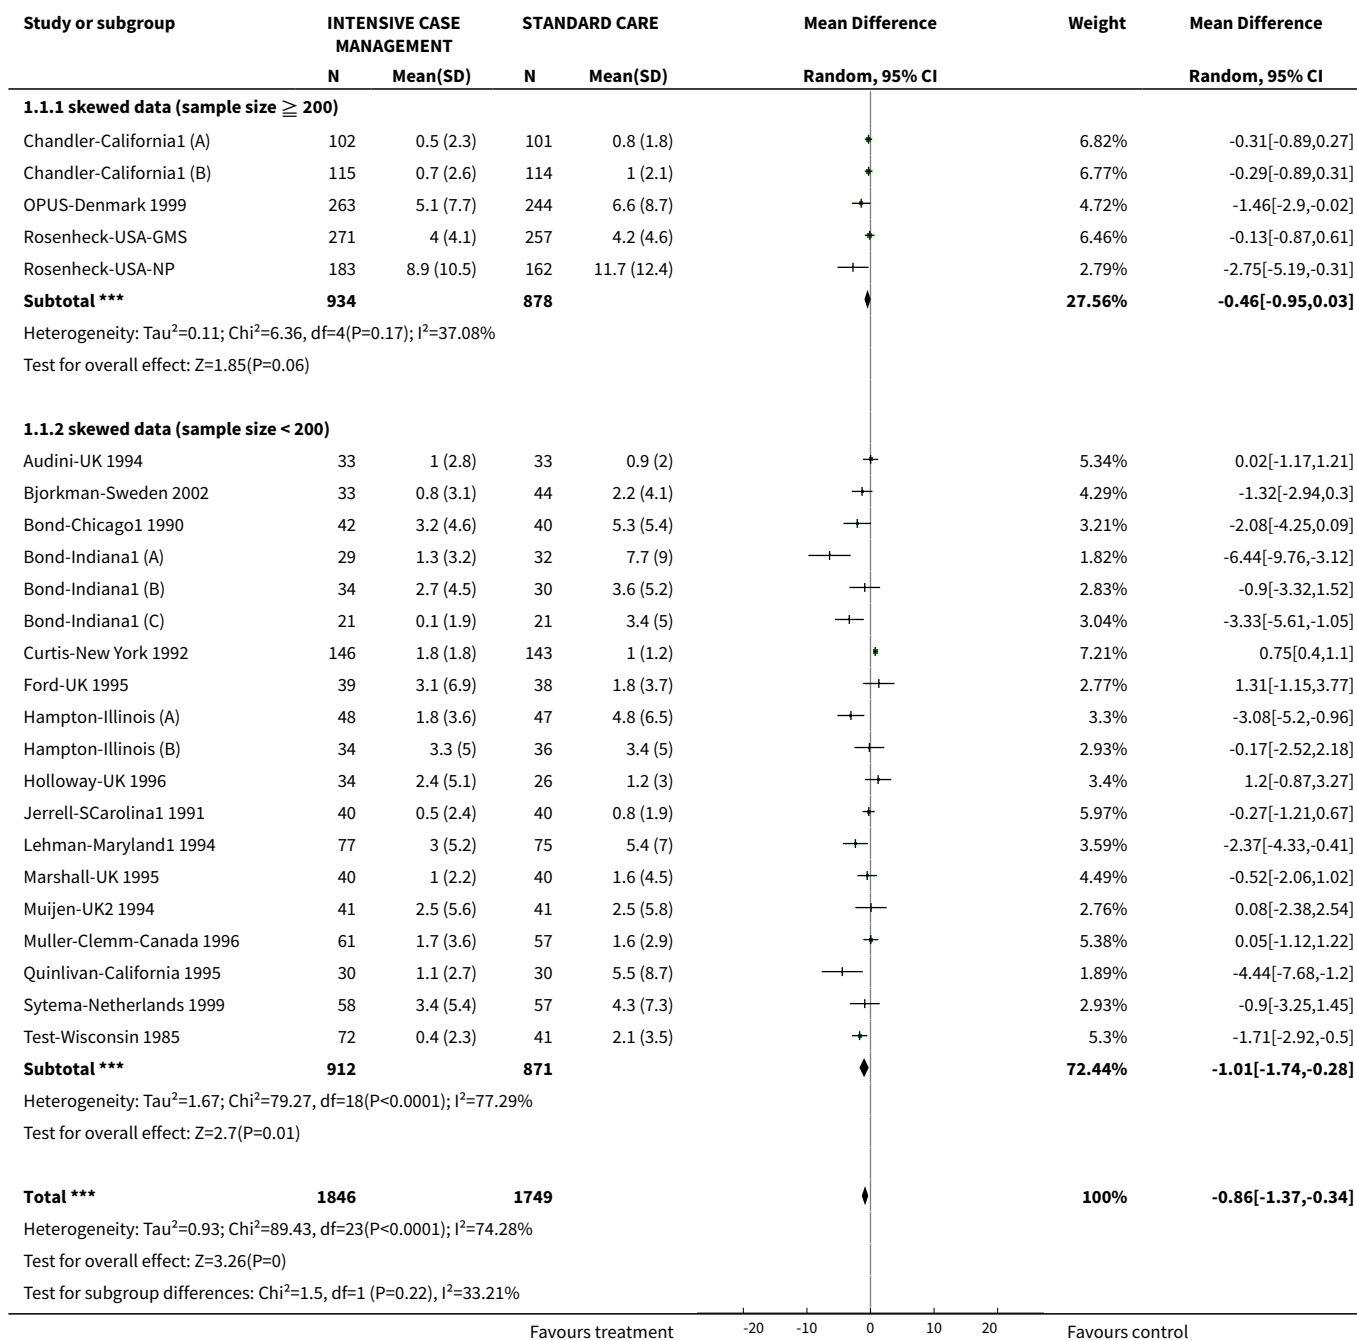 Study or subgroup INTENSIVE CASE MANAGEMENT STANDARD CARE Mean Difference Weight Mean Difference
N Mean(SD) N Mean(SD) Random, 95% CI Random, 95% CI
1.1.1 skewed data (sample size ≧ 200)
Chandler-California1 (A) 102 0.5 (2.3) 101 0.8 (1.8) 6.82% -0.31[-0.89,0.27]
Chandler-California1 (B) 115 0.7 (2.6) 114 1 (2.1) 6.77% -0.29[-0.89,0.31]
OPUS-Denmark 1999 263 5.1 (7.7) 244 6.6 (8.7) 4.72% -1.46[-2.9,-0.02]
Rosenheck-USA-GMS 271 4 (4.1) 257 4.2 (4.6) 6.46% -0.13[-0.87,0.61]
Rosenheck-USA-NP 183 8.9 (10.5) 162 11.7 (12.4) 2.79% -2.75[-5.19,-0.31]
Subtotal *** 934 878 27.56% -0.46[-0.95,0.03]
Heterogeneity: Tau²=0.11; Chi²=6.36, df=4(P=0.17); I²=37.08%
Test for overall effect: Z=1.85(P=0.06)
1.1.2 skewed data (sample size < 200)
Audini-UK 1994 33 1 (2.8) 33 0.9 (2) 5.34% 0.02[-1.17,1.21]
Bjorkman-Sweden 2002 33 0.8 (3.1) 44 2.2 (4.1) 4.29% -1.32[-2.94,0.3]
Bond-Chicago1 1990 42 3.2 (4.6) 40 5.3 (5.4) 3.21% -2.08[-4.25,0.09]
Bond-Indiana1 (A) 29 1.3 (3.2) 32 7.7 (9) 1.82% -6.44[-9.76,-3.12]
Bond-Indiana1 (B) 34 2.7 (4.5) 30 3.6 (5.2) 2.83% -0.9[-3.32,1.52]
Bond-Indiana1 (C) 21 0.1 (1.9) 21 3.4 (5) 3.04% -3.33[-5.61,-1.05]
Curtis-New York 1992 146 1.8 (1.8) 143 1 (1.2) 7.21% 0.75[0.4,1.1]
Ford-UK 1995 39 3.1 (6.9) 38 1.8 (3.7) 2.77% 1.31[-1.15,3.77]
Hampton-Illinois (A) 48 1.8 (3.6) 47 4.8 (6.5) 3.3% -3.08[-5.2,-0.96]
Hampton-Illinois (B) 34 3.3 (5) 36 3.4 (5) 2.93% -0.17[-2.52,2.18]
Holloway-UK 1996 34 2.4 (5.1) 26 1.2 (3) 3.4% 1.2[-0.87,3.27]
Jerrell-SCarolina1 1991 40 0.5 (2.4) 40 0.8 (1.9) 5.97% -0.27[-1.21,0.67]
Lehman-Maryland1 1994 77 3 (5.2) 75 5.4 (7) 3.59% -2.37[-4.33,-0.41]
Marshall-UK 1995 40 1 (2.2) 40 1.6 (4.5) 4.49% -0.52[-2.06,1.02]
Muijen-UK2 1994 41 2.5 (5.6) 41 2.5 (5.8) 2.76% 0.08[-2.38,2.54]
Muller-Clemm-Canada 1996 61 1.7 (3.6) 57 1.6 (2.9) 5.38% 0.05[-1.12,1.22]
Quinlivan-California 1995 30 1.1 (2.7) 30 5.5 (8.7) 1.89% -4.44[-7.68,-1.2]
Sytema-Netherlands 1999 58 3.4 (5.4) 57 4.3 (7.3) 2.93% -0.9[-3.25,1.45]
Test-Wisconsin 1985 72 0.4 (2.3) 41 2.1 (3.5) 5.3% -1.71[-2.92,-0.5]
Subtotal *** 912 871 72.44% -1.01[-1.74,-0.28]
Heterogeneity: Tau²=1.67; Chi²=79.27, df=18(P<0.0001); I²=77.29%
Test for overall effect: Z=2.7(P=0.01)
Total *** 1846 1749 100% -0.86[-1.37,-0.34]
Heterogeneity: Tau²=0.93; Chi²=89.43, df=23(P<0.0001); I²=74.28%
Test for overall effect: Z=3.26(P=0)
Test for subgroup differences: Chi²=1.5, df=1 (P=0.22), I²=33.21%
Favours treatment -20 -10 0 10 20 Favours control